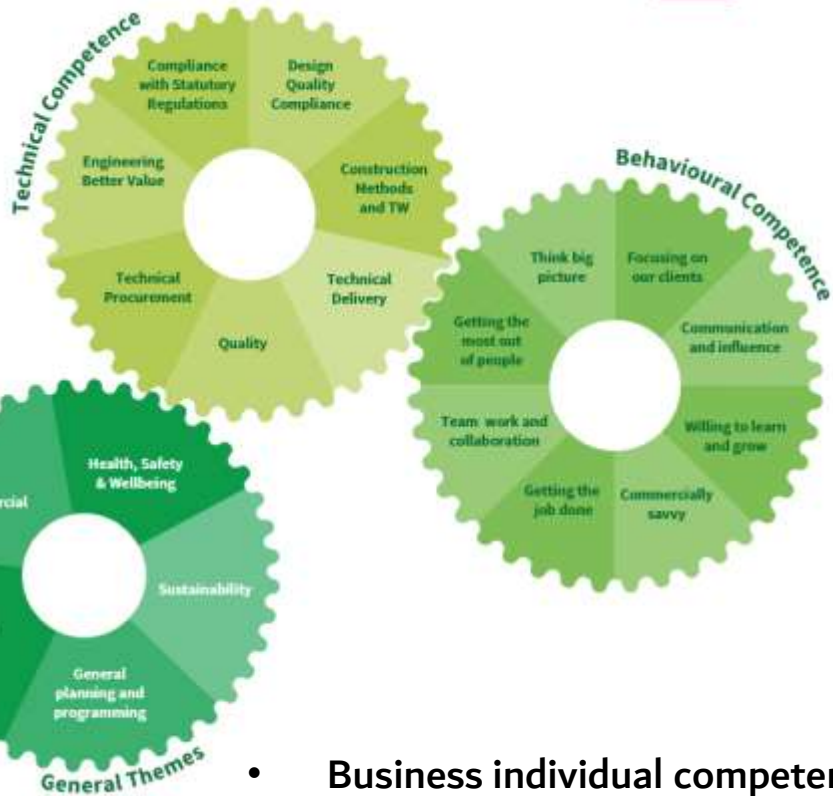 Technical Competence
Compliance
with Statutory
Regulations
Design
Quality
Compliance
Construction
Methods
and TW
Technical
Delivery
Quality
Technical
Procurement
Engineering
Better Value
Behavioural Competence
Think big
picture
Focusing on
our clients
Communication
and influence
Willing to learn
and grow
Commercially
savvy
Getting the
job done
Team work and
collaboration
Getting the
most out
of people
Health, Safety
& Wellbeing
Sustainability
General
planning and
programming
rcial
General Themes
• Business individual compete